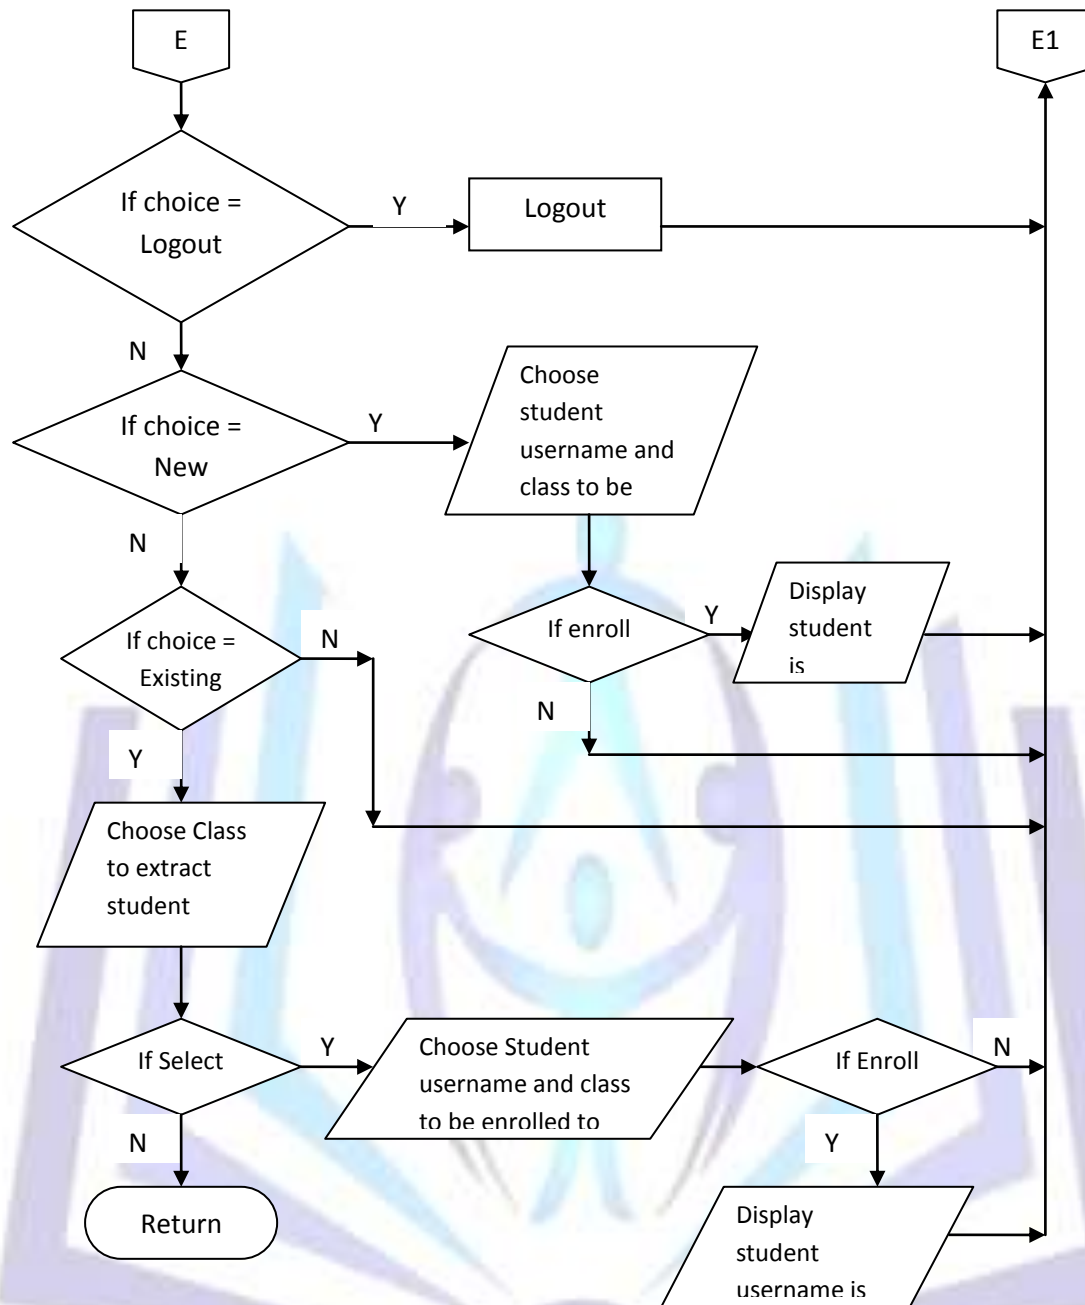 E
E1
If choice =
Logout
Y
Logout
N
Choose
student
username and
class to be
If choice =
New
Y
N
If enroll
Y
Display
student
is
If choice =
Existing
N
N
Y
Choose Class
to extract
student
If Select
Y
Choose Student
username and class
to be enrolled to
If Enroll
N
N
Y
Return
Display
student
username is